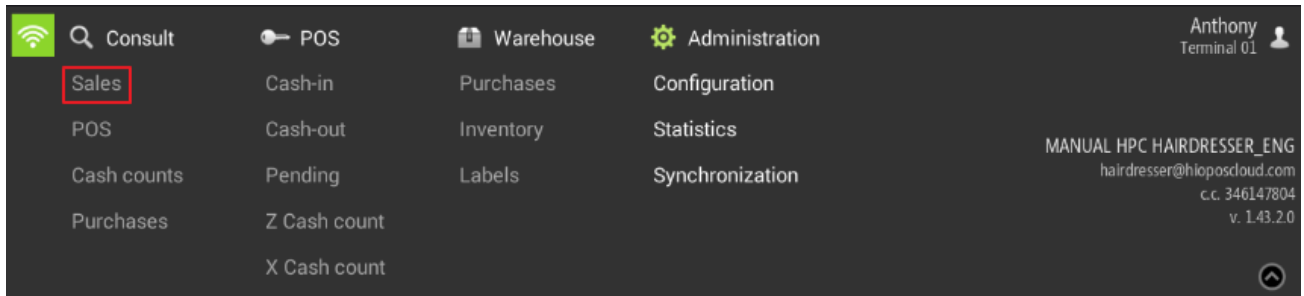 Consult
Sales
POS
Cash counts
Purchases
POS
Cash-in
Cash-out
Pending
Z Cash count
X Cash count
Warehouse
Purchases
Inventory
Labels
Administration
Configuration
Statistics
Synchronization
Anthony
Terminal 01
MANUAL HPC HAIRDRESSER_ENG
hairdresser@hioposcloud.com
c.c. 346147804
v. 1.43.2.0